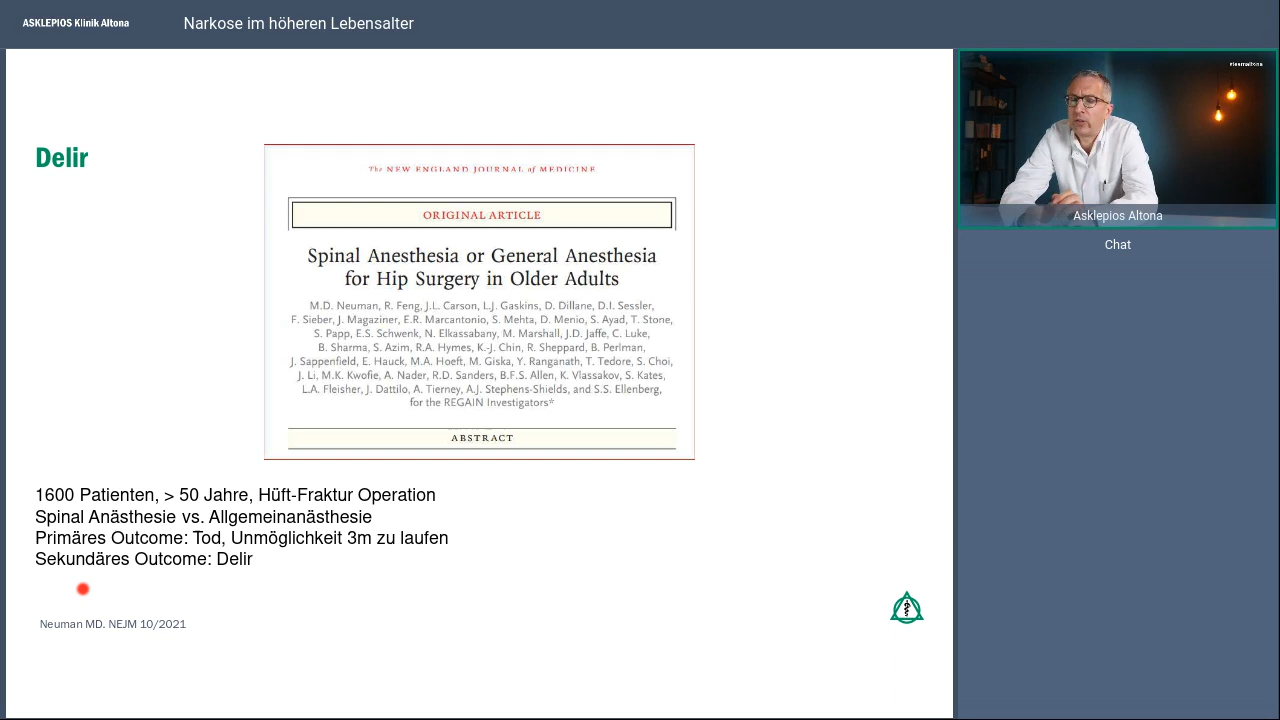 ASKLEPIOS Klinik Altona
Narkose im höheren Lebensalter
#teamaltona
Delir
The NEW ENGLAND JOURNAL of MEDICINE
ORIGINAL ARTICLE
Spinal Anesthesia or General Anesthesia
for Hip Surgery in Older Adults
M.D. Neuman, R. Feng, J.L. Carson, L.J. Gaskins, D. Dillane, D.I. Sessler,
F. Sieber, J. Magaziner, E.R. Marcantonio, S. Mehta, D. Menio, S. Ayad, T. Stone,
S. Papp, E.S. Schwenk, N. Elkassabany, M. Marshall, J.D. Jaffe, C. Luke,
B. Sharma, S. Azim, R.A. Hymes, K.-J. Chin, R. Sheppard, B. Perlman,
J. Sappenfield, E. Hauck, M.A. Hoeft, M. Giska, Y. Ranganath, T. Tedore, S. Choi,
J. Li, M.K. Kwofie, A. Nader, R.D. Sanders, B.F.S. Allen, K. Vlassakov, S. Kates,
L.A. Fleisher, J. Dattilo, A. Tierney, A.J. Stephens-Shields, and S.S. Ellenberg,
for the REGAIN Investigators*
ABSTRACT
1600 Patienten, > 50 Jahre, Hüft-Fraktur Operation
Spinal Anästhesie vs. Allgemeinanästhesie
Primäres Outcome: Tod, Unmöglichkeit 3m zu laufen
Sekundäres Outcome: Delir
Neuman MD. NEJM 10/2021
Asklepios Altona
Chat